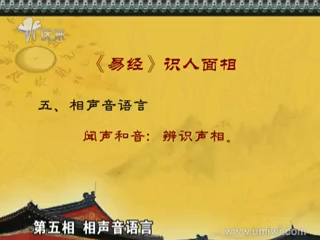 《易经》识人面相
五、相声音语言
闻声和音：辨识声相。
第五相 相声音语言